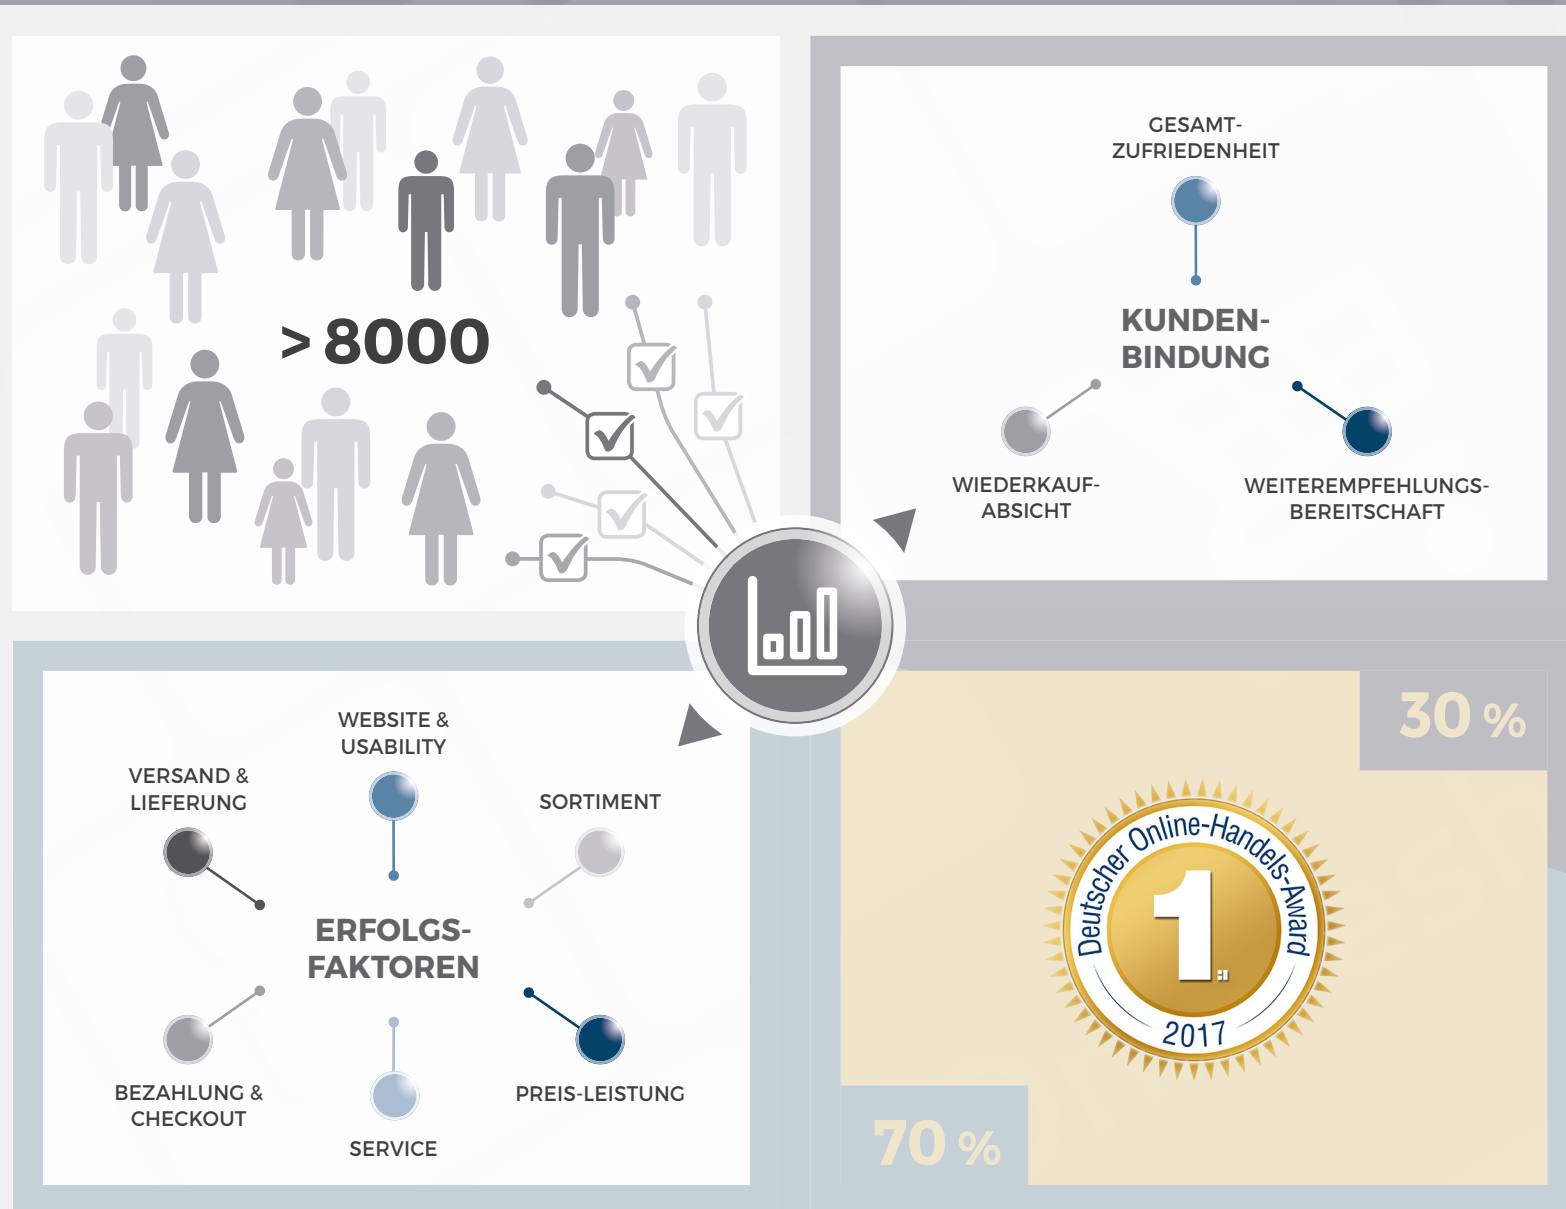 > 8000
GESAMT-
ZUFRIEDENHEIT
KUNDEN-
BINDUNG
WIEDERKAUF-
ABSICHT
WEITEREMPFEHLUNGS-
BEREITSCHAFT
WEBSITE &
USABILITY
VERSAND &
LIEFERUNG
SORTIMENT
ERFOLGS-
FAKTOREN
BEZAHLUNG &
CHECKOUT
PREIS-LEISTUNG
SERVICE
30 %
Deutscher Online-Handels-Award
1.
2017
70 %